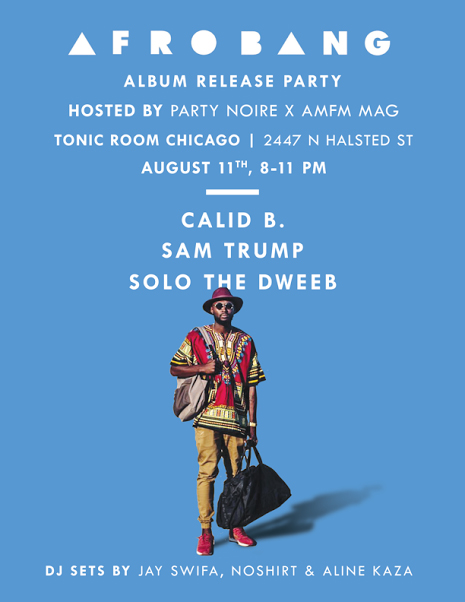 AFROBANG
ALBUM RELEASE PARTY
HOSTED BY PARTY NOIRE X AMFM MAG
TONIC ROOM CHICAGO | 2447 N HALSTED ST
AUGUST 11TH, 8-11 PM
CALID B.
SAM TRUMP
SOLO THE DWEEB
DJ SETS BY JAY SWIFA, NOSHIRT & ALINE KAZA